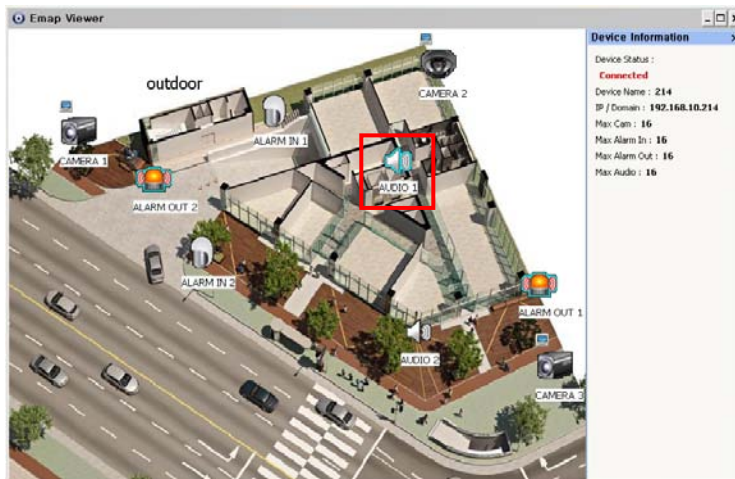 Emap Viewer
Device Information
Device Status :
Connected
Device Name : 214
IP / Domain : 192.168.10.214
Max Cam : 16
Max Alarm In : 16
Max Alarm Out : 16
Max Audio : 16
outdoor
CAMERA 2
ALARM IN 1
CAMERA 1
AUDIO 1
ALARM OUT 2
ALARM IN 2
ALARM OUT 1
AUDIO 2
CAMERA 3